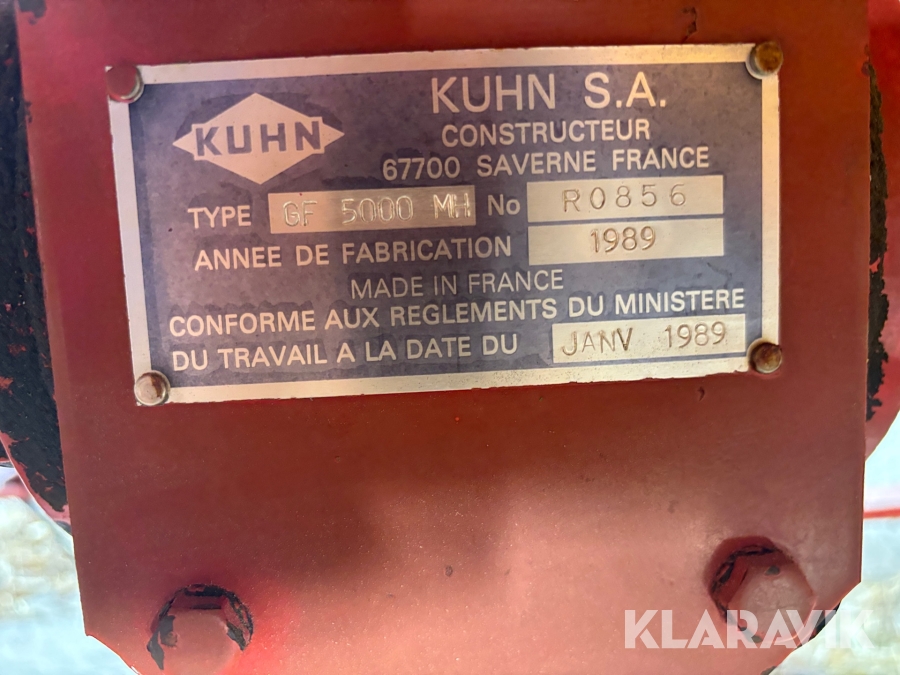 KUHN
KUHN S.A.
CONSTRUCTEUR
67700 SAVERNE FRANCE
TYPE GF 5000 MH No R0856
ANNEE DE FABRICATION 1989
MADE IN FRANCE
CONFORME AUX REGLEMENTS DU MINISTERE
DU TRAVAIL A LA DATE DU JANV 1989
KLARAVIK